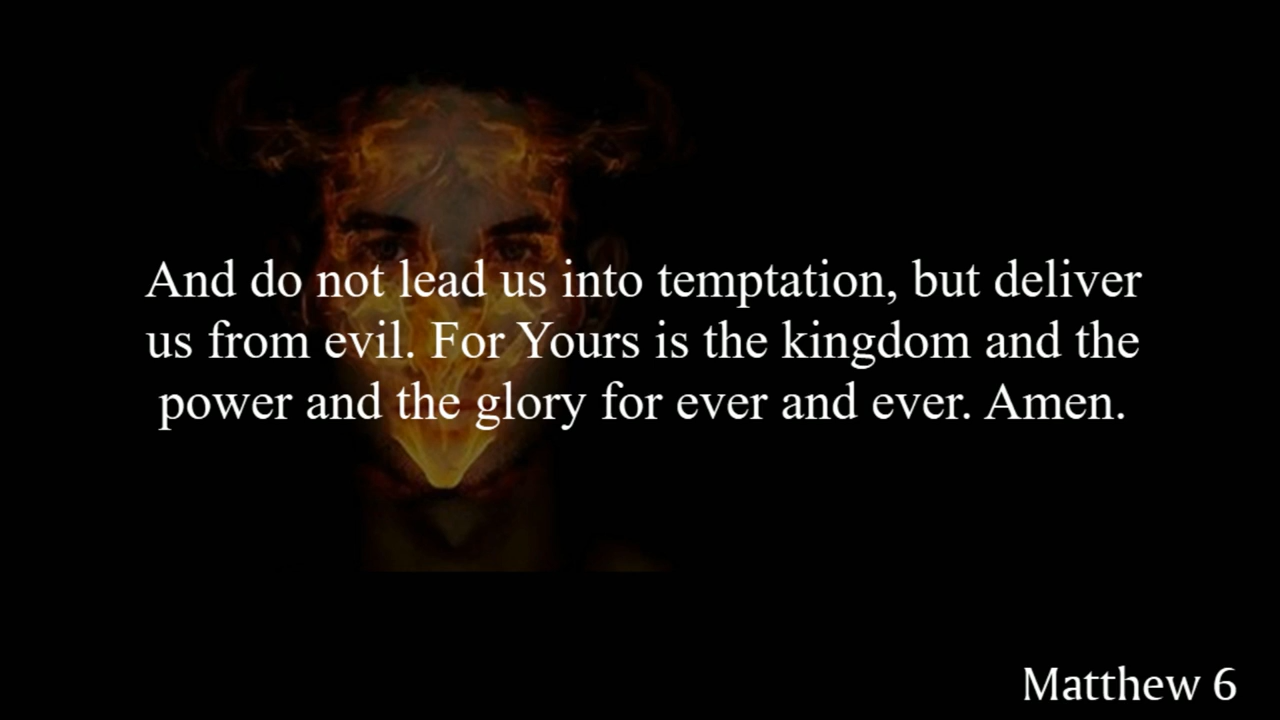 And do not lead us into temptation, but deliver
us from evil. For Yours is the kingdom and the
power and the glory for ever and ever. Amen.
Matthew 6